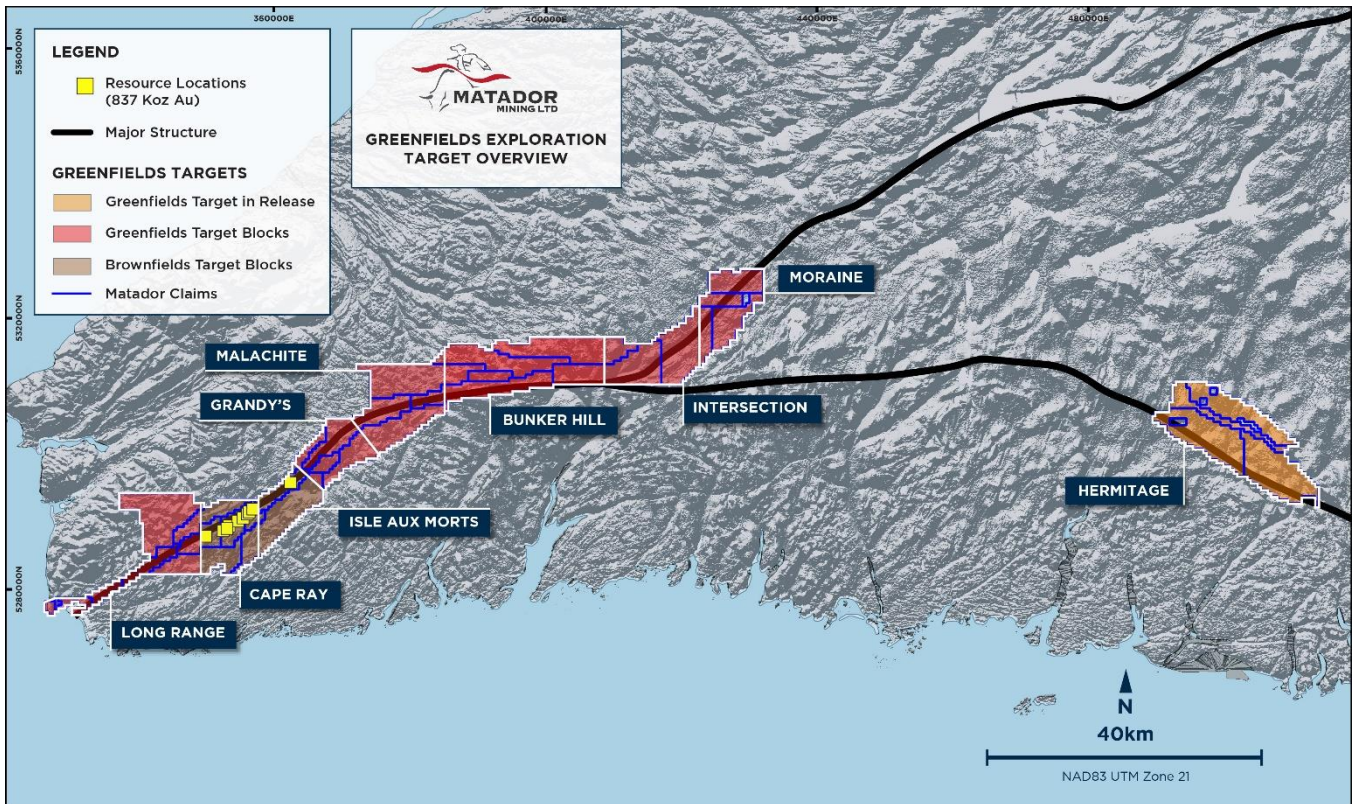 360000E
400000E
440000E
480000E
5360000N
5320000N
5280000N
LEGEND
Resource Locations
(837 Koz Au)
Major Structure
GREENFIELDS TARGETS
Greenfields Target in Release
Greenfields Target Blocks
Brownfields Target Blocks
Matador Claims
MATADOR
MINING LTD
GREENFIELDS EXPLORATION
TARGET OVERVIEW
MORAINE
MALACHITE
GRANDY'S
BUNKER HILL
INTERSECTION
HERMITAGE
ISLE AUX MORTS
CAPE RAY
LONG RANGE
N
40km
NAD83 UTM Zone 21